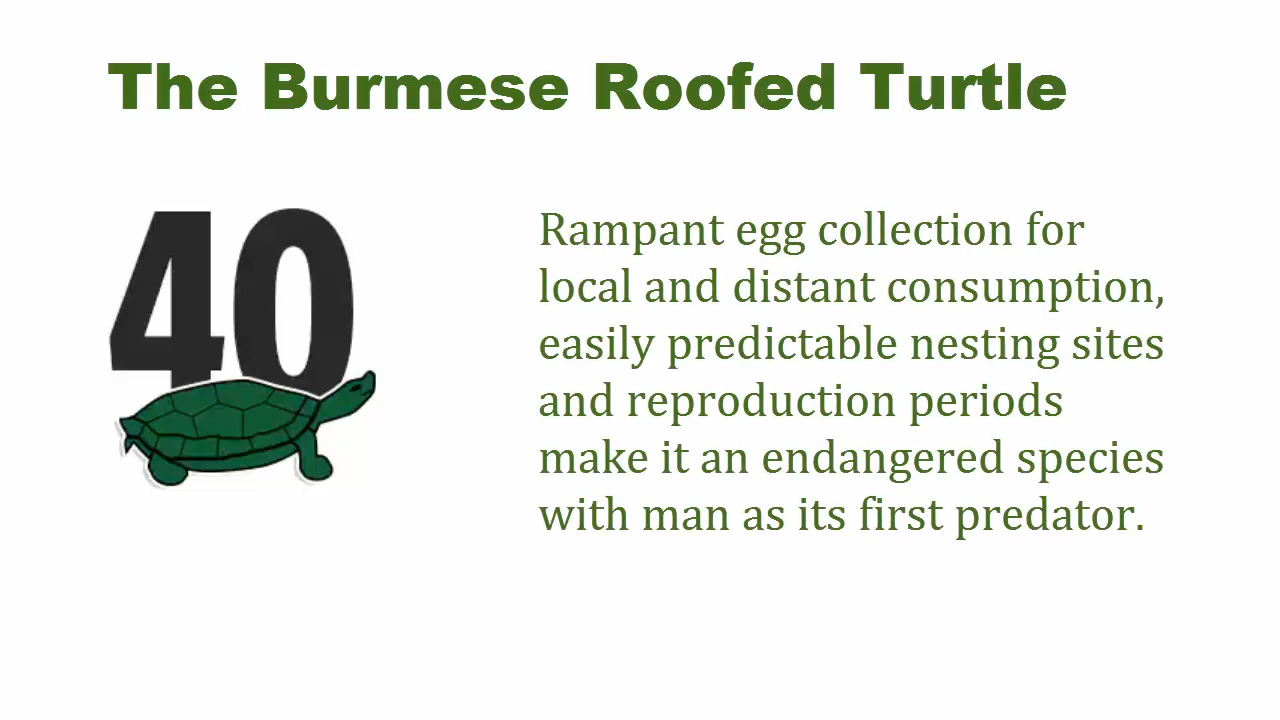 The Burmese Roofed Turtle
40
Rampant egg collection for
local and distant consumption,
easily predictable nesting sites
and reproduction periods
make it an endangered species
with man as its first predator.